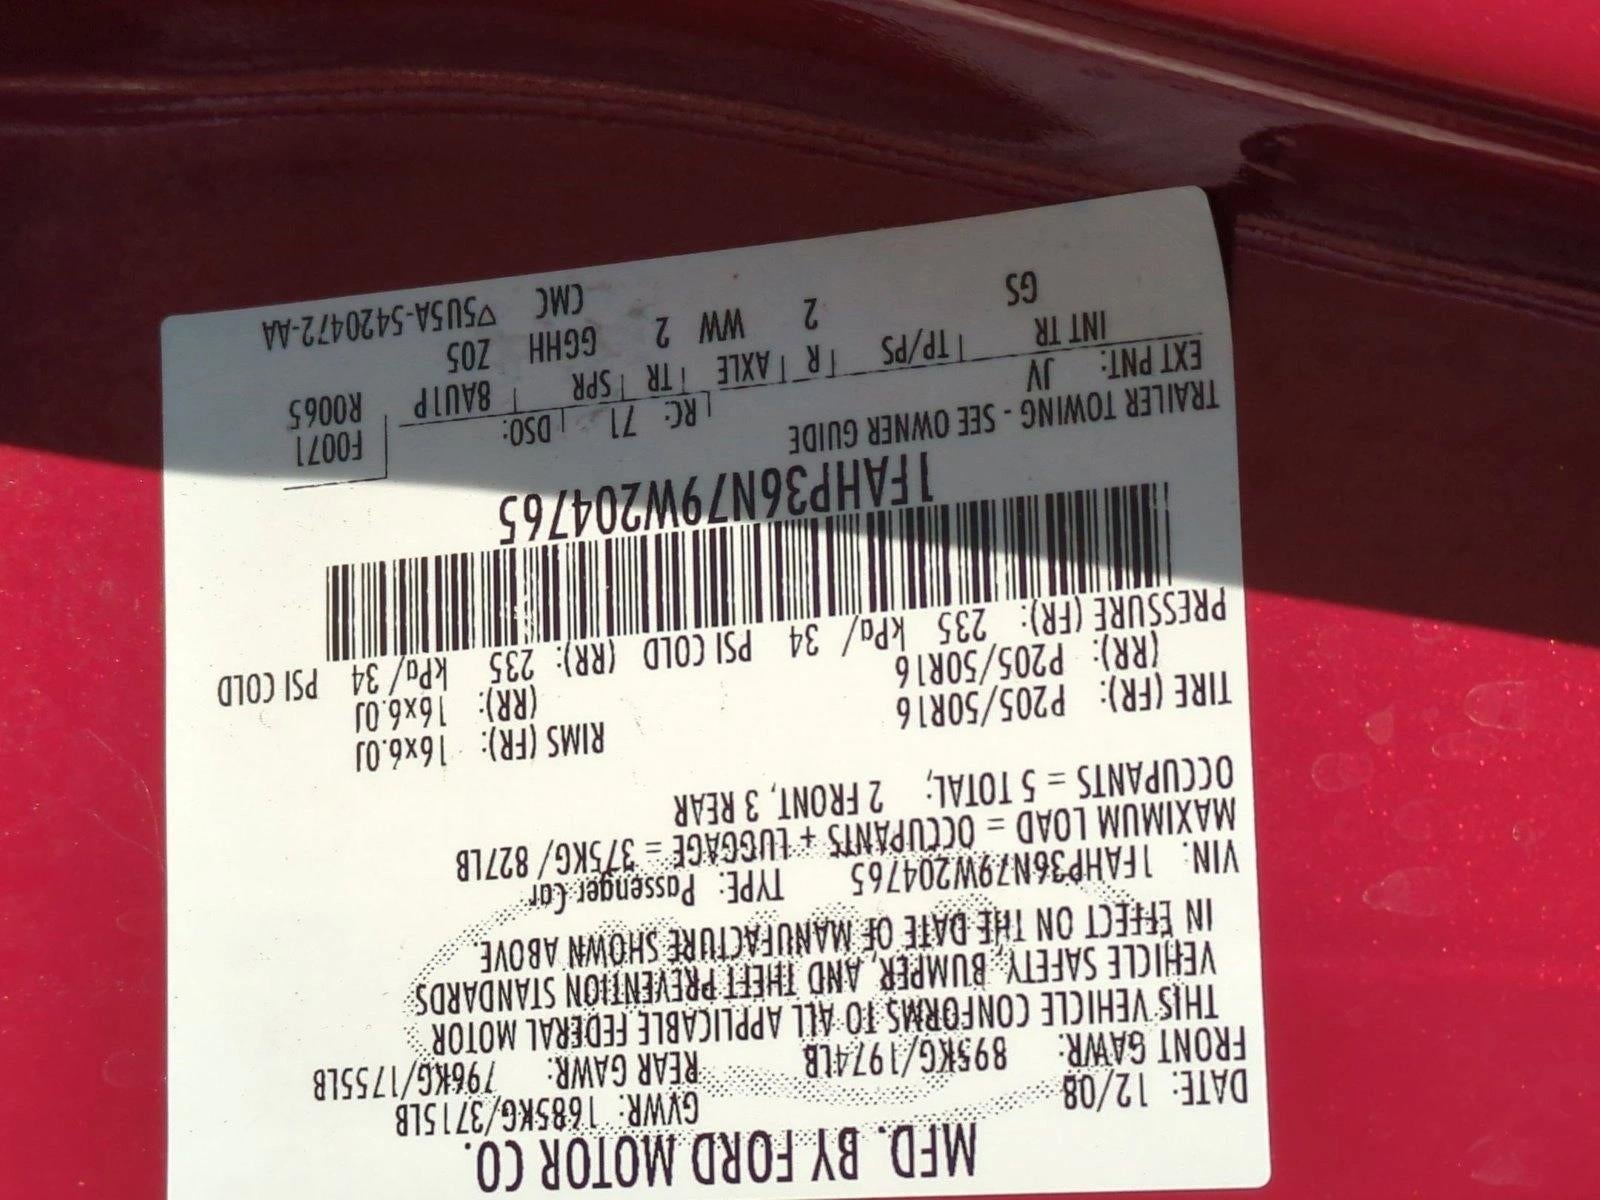 MFD. BY FORD MOTOR CO.
DATE: 12/08 GVWR: 1685KG/3715LB
FRONT GAWR: 895KG/1974LB REAR GAWR: 796KG/1755LB
THIS VEHICLE CONFORMS TO ALL APPLICABLE FEDERAL MOTOR
VEHICLE SAFETY, BUMPER, AND THEFT PREVENTION STANDARDS
IN EFFECT ON THE DATE OF MANUFACTURE SHOWN ABOVE.
VIN: 1FAHP36N79W204765 TYPE: Passenger Car
MAXIMUM LOAD = OCCUPANTS + LUGGAGE = 375KG/827LB
OCCUPANTS = 5 TOTAL; 2 FRONT, 3 REAR
TIRE (FR): P205/50R16 RIMS (FR): 16x6.0J
(RR): P205/50R16 (RR): 16x6.0J
PRESSURE (FR): 235 kPa/ 34 PSI COLD (RR): 235 kPa/ 34 PSI COLD
1FAHP36N79W204765
TRAILER TOWING - SEE OWNER GUIDE
F0071
R0065
EXT PNT: JV RC: 71 DSO:
INT TR TP/PS R AXLE TR SPR 8AUTP
GS 2 WW 2 GGHH Z05
CMC ▽5U5A-5420472-AA